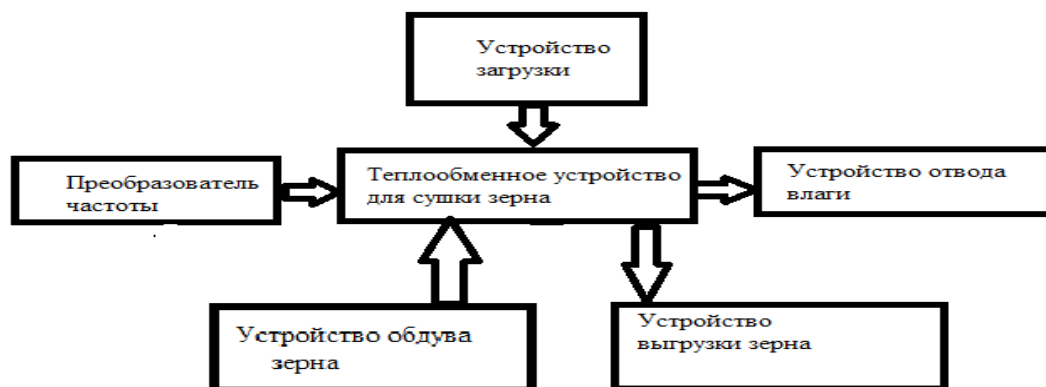 Устройство
загрузки
Преобразователь
частоты
Теплообменное устройство
для сушки зерна
Устройство отвода
влаги
Устройство обдува
зерна
Устройство
выгрузки зерна